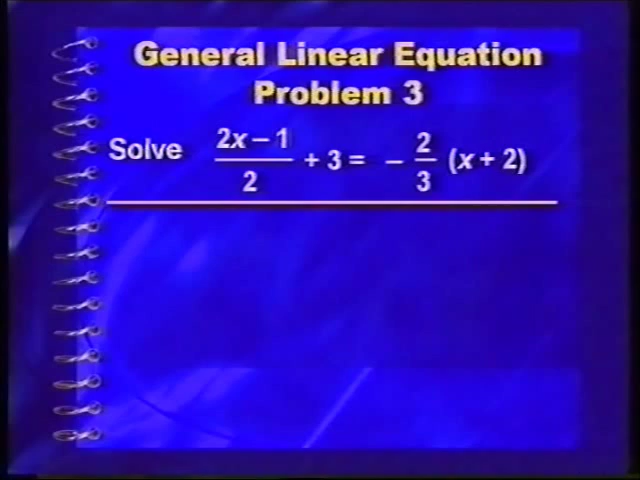 General Linear Equation
Problem 3
Solve (2x – 1)/2 + 3 = – 2/3 (x + 2)